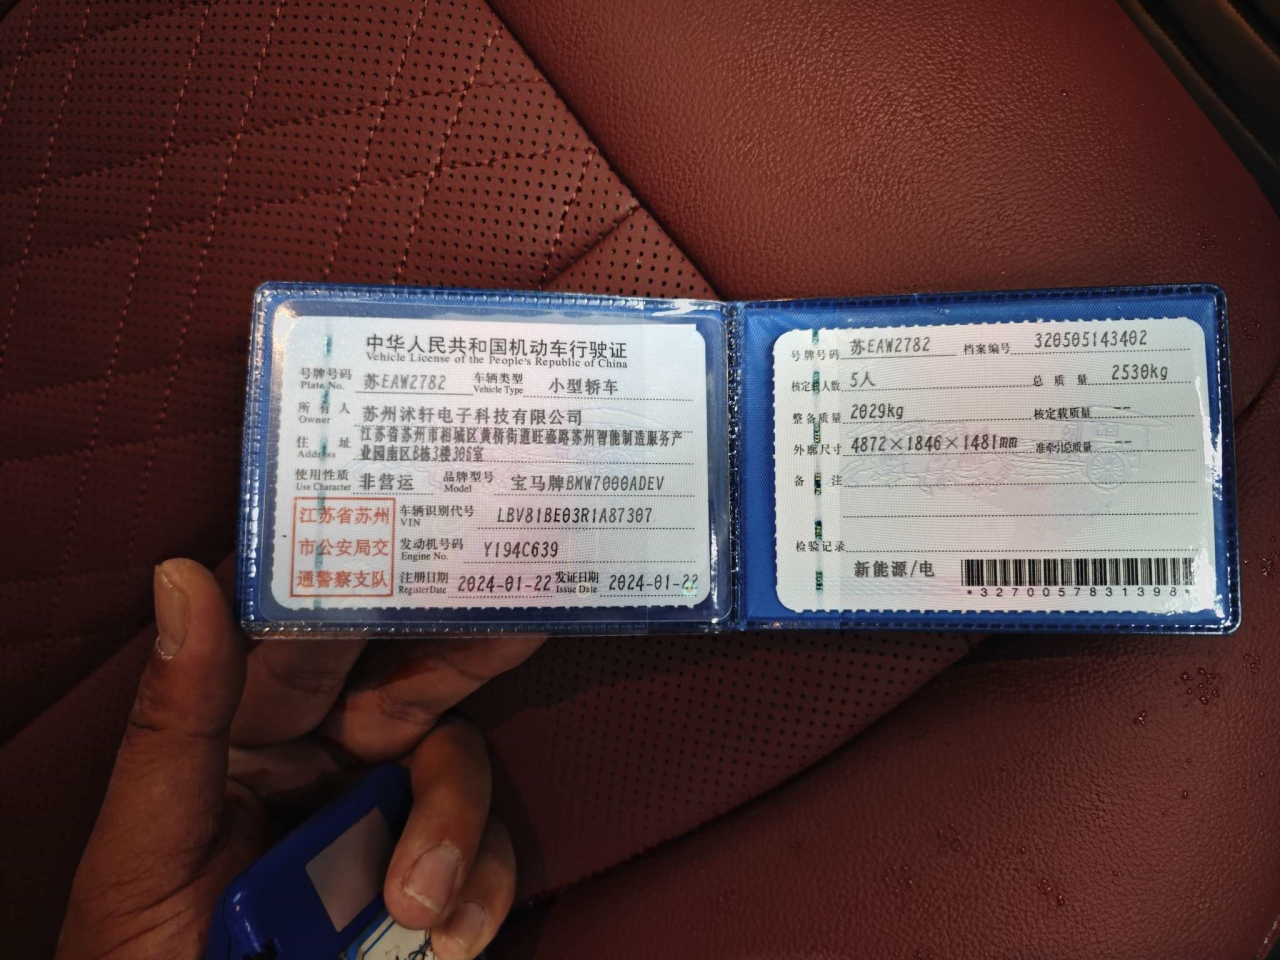 中华人民共和国机动车行驶证
Vehicle License of the People's Republic of China
号牌号码 苏EAW2782 车辆类型 小型轿车
Plate No. Vehicle Type
所有人 苏州沭轩电子科技有限公司
Owner
住址 江苏省苏州市相城区黄桥街道旺盛路苏州智能制造服务产
Address 业园南区B栋3楼306室
使用性质 非营运 品牌型号 宝马牌BMW7000ADEV
Use Character Model
江苏省苏州
市公安局交
通警察支队
车辆识别代号 LBV81BE03R1A87307
VIN
发动机号码 Y194C639
Engine No.
注册日期 2024-01-22 发证日期 2024-01-22
Register Date Issue Date
号牌号码 苏EAW2782 档案编号 320505143402
核定载人数 5人 总质量 2530kg
整备质量 2029kg 核定载质量 --
外廓尺寸 4872×1846×1481mm 准牵引总质量 --
备注
检验记录
新能源/电
*3270057831398*